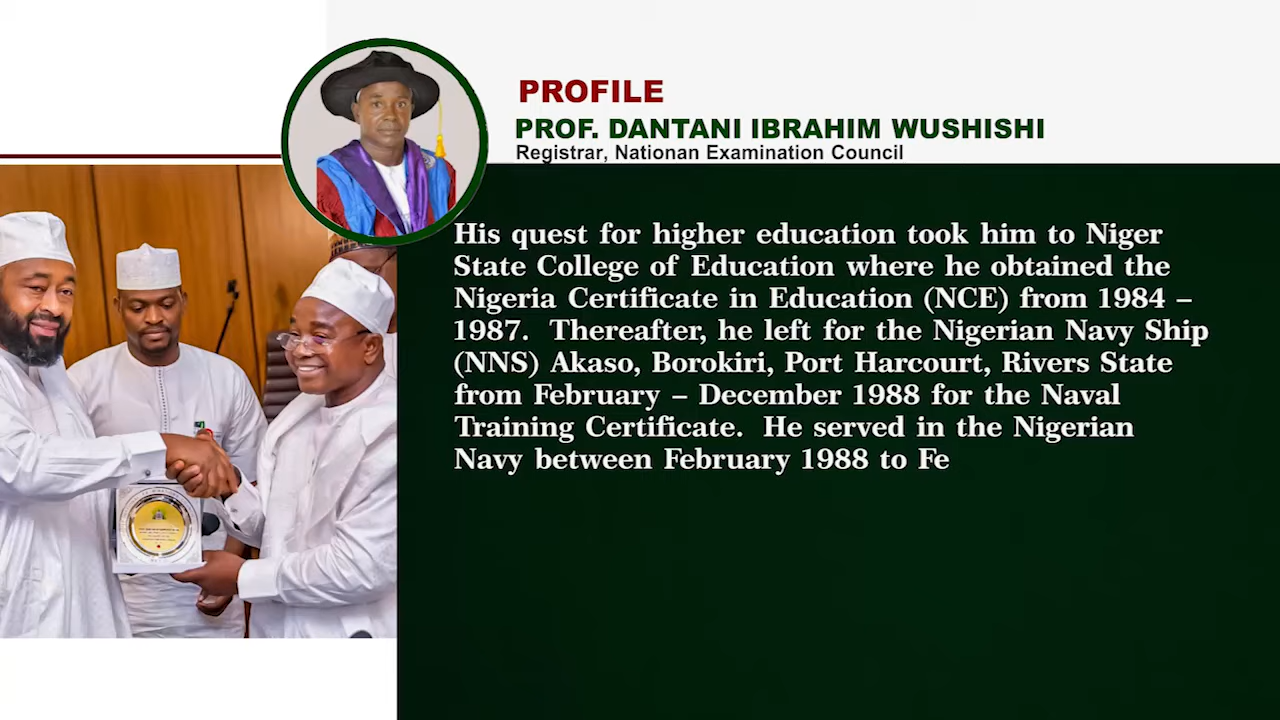 PROFILE
PROF. DANTANI IBRAHIM WUSHISHI
Registrar, Nationan Examination Council
His quest for higher education took him to Niger
State College of Education where he obtained the
Nigeria Certificate in Education (NCE) from 1984 –
1987. Thereafter, he left for the Nigerian Navy Ship
(NNS) Akaso, Borokiri, Port Harcourt, Rivers State
from February – December 1988 for the Naval
Training Certificate. He served in the Nigerian
Navy between February 1988 to Fe